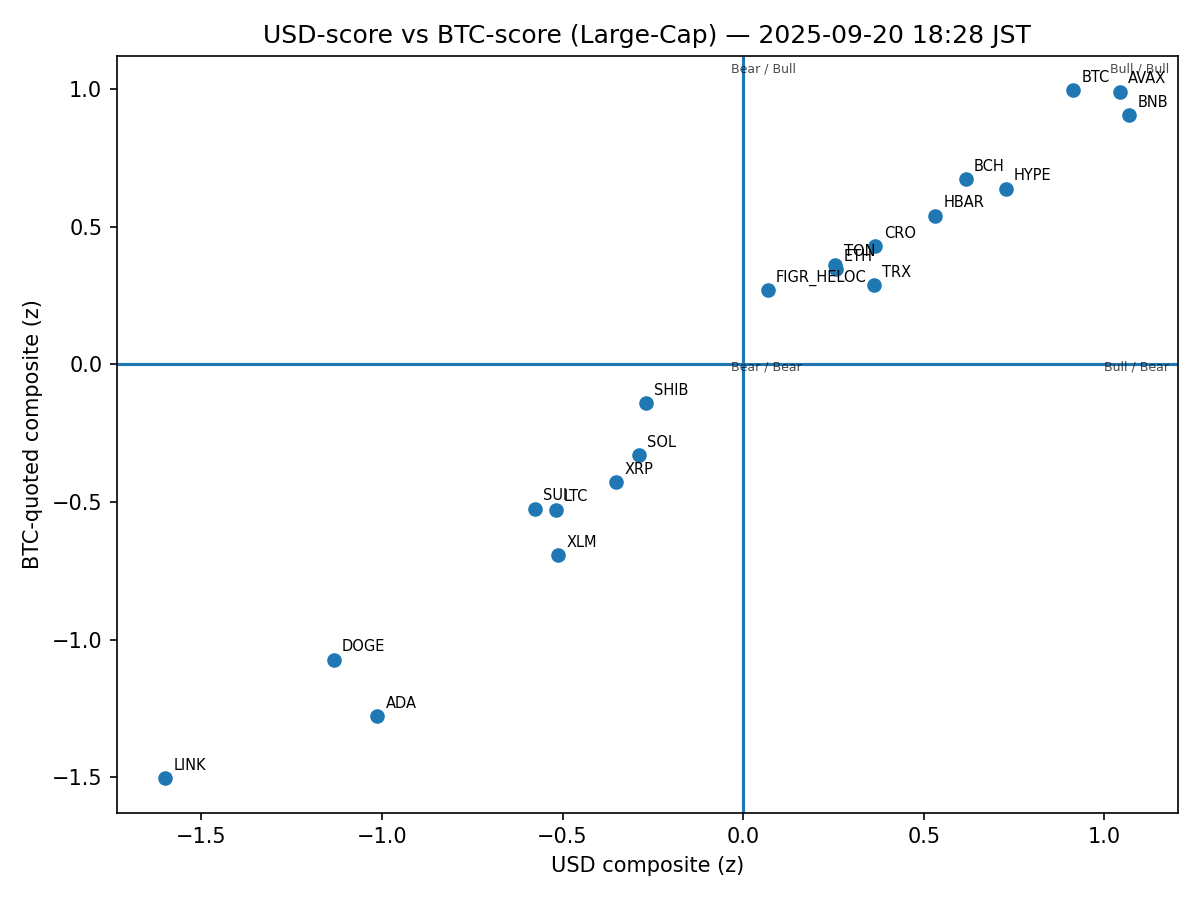 USD-score vs BTC-score (Large-Cap) — 2025-09-20 18:28 JST
Bear / Bull
Bull / Bull
BTC
AVAX
BNB
BCH
HYPE
HBAR
CRO
TON
ETH
FIGR_HELOC
TRX
Bear / Bear
Bull / Bear
SHIB
SOL
XRP
SUI
LTC
XLM
DOGE
ADA
LINK
1.0
0.5
0.0
−0.5
−1.0
−1.5
BTC-quoted composite (z)
−1.5
−1.0
−0.5
0.0
0.5
1.0
USD composite (z)